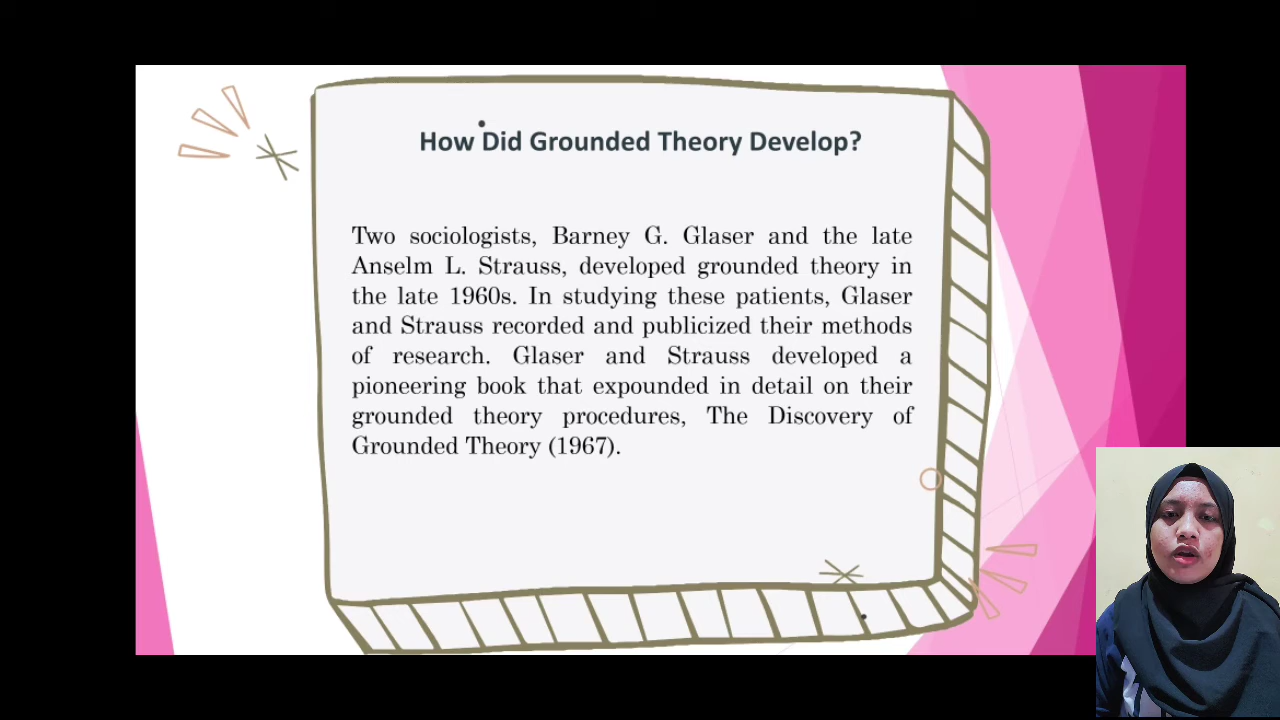 How Did Grounded Theory Develop?
Two sociologists, Barney G. Glaser and the late
Anselm L. Strauss, developed grounded theory in
the late 1960s. In studying these patients, Glaser
and Strauss recorded and publicized their methods
of research. Glaser and Strauss developed a
pioneering book that expounded in detail on their
grounded theory procedures, The Discovery of
Grounded Theory (1967).